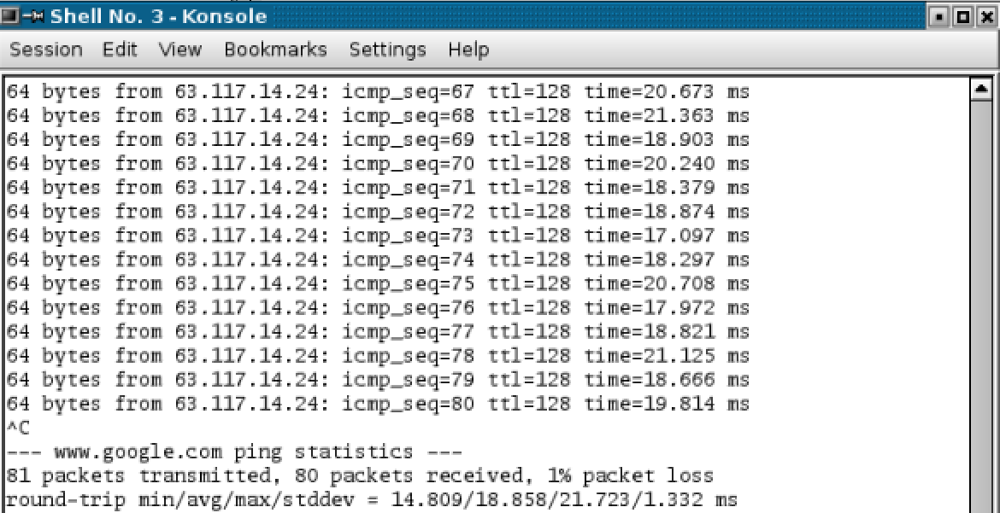 Shell No. 3 - Konsole
Session Edit View Bookmarks Settings Help
64 bytes from 63.117.14.24: icmp_seq=67 ttl=128 time=20.673 ms
64 bytes from 63.117.14.24: icmp_seq=68 ttl=128 time=21.363 ms
64 bytes from 63.117.14.24: icmp_seq=69 ttl=128 time=18.903 ms
64 bytes from 63.117.14.24: icmp_seq=70 ttl=128 time=20.240 ms
64 bytes from 63.117.14.24: icmp_seq=71 ttl=128 time=18.379 ms
64 bytes from 63.117.14.24: icmp_seq=72 ttl=128 time=18.874 ms
64 bytes from 63.117.14.24: icmp_seq=73 ttl=128 time=17.097 ms
64 bytes from 63.117.14.24: icmp_seq=74 ttl=128 time=18.297 ms
64 bytes from 63.117.14.24: icmp_seq=75 ttl=128 time=20.708 ms
64 bytes from 63.117.14.24: icmp_seq=76 ttl=128 time=17.972 ms
64 bytes from 63.117.14.24: icmp_seq=77 ttl=128 time=18.821 ms
64 bytes from 63.117.14.24: icmp_seq=78 ttl=128 time=21.125 ms
64 bytes from 63.117.14.24: icmp_seq=79 ttl=128 time=18.666 ms
64 bytes from 63.117.14.24: icmp_seq=80 ttl=128 time=19.814 ms
^C
--- www.google.com ping statistics ---
81 packets transmitted, 80 packets received, 1% packet loss
round-trip min/avg/max/stddev = 14.809/18.858/21.723/1.332 ms